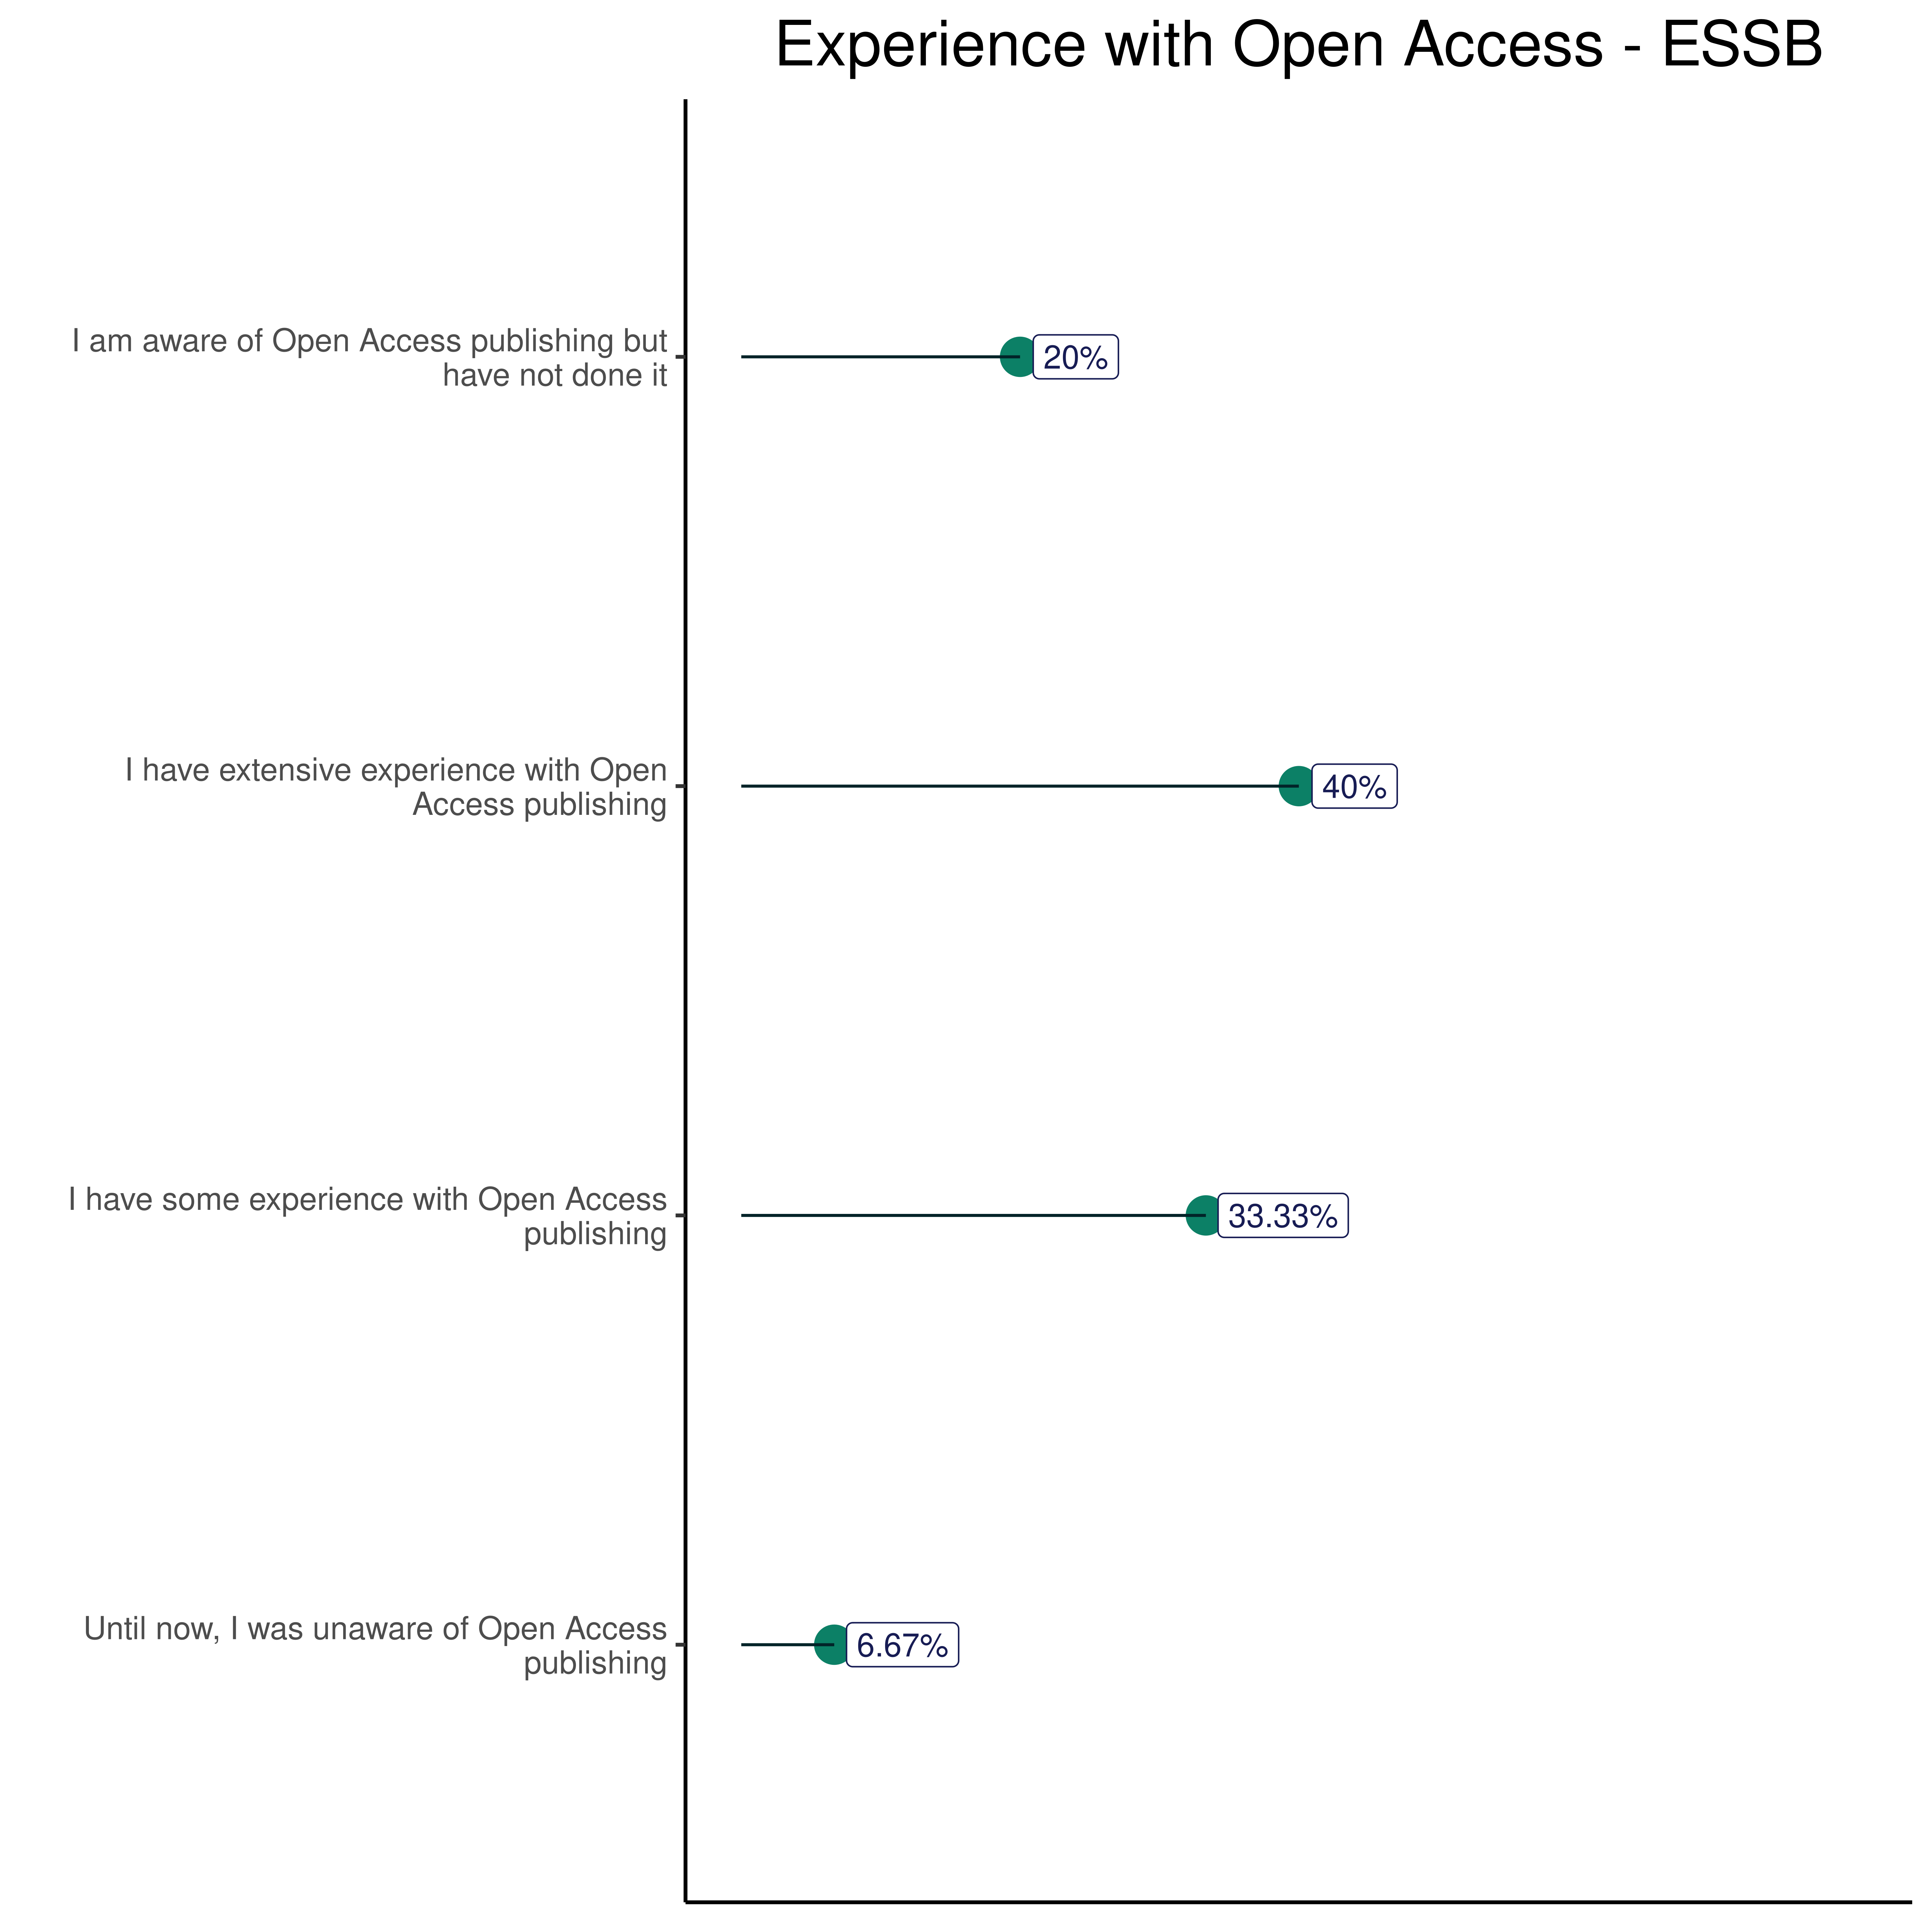 Experience with Open Access - ESSB
I am aware of Open Access publishing but
have not done it
20%
I have extensive experience with Open
Access publishing
40%
I have some experience with Open Access
publishing
33.33%
Until now, I was unaware of Open Access
publishing
6.67%